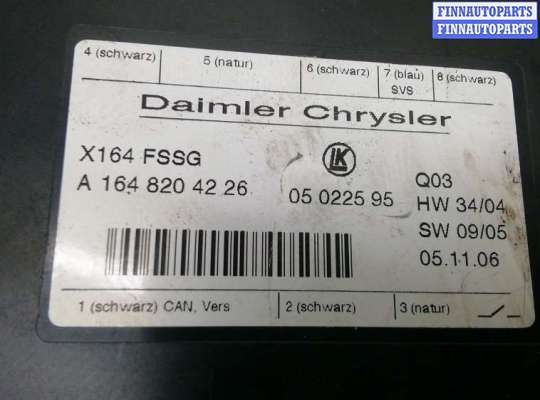 FINNAUTOPARTS
FINNAUTOPARTS
4 (schwarz) 5 (natur) 6 (schwarz) 7 (blau) 8 (schwarz)
SVS
Daimler Chrysler
X164 FSSG LK Q03
A 164 820 42 26 05 0225 95 HW 34/04
SW 09/05
05.11.06
1 (schwarz) CAN, Vers 2 (schwarz) 3 (natur)